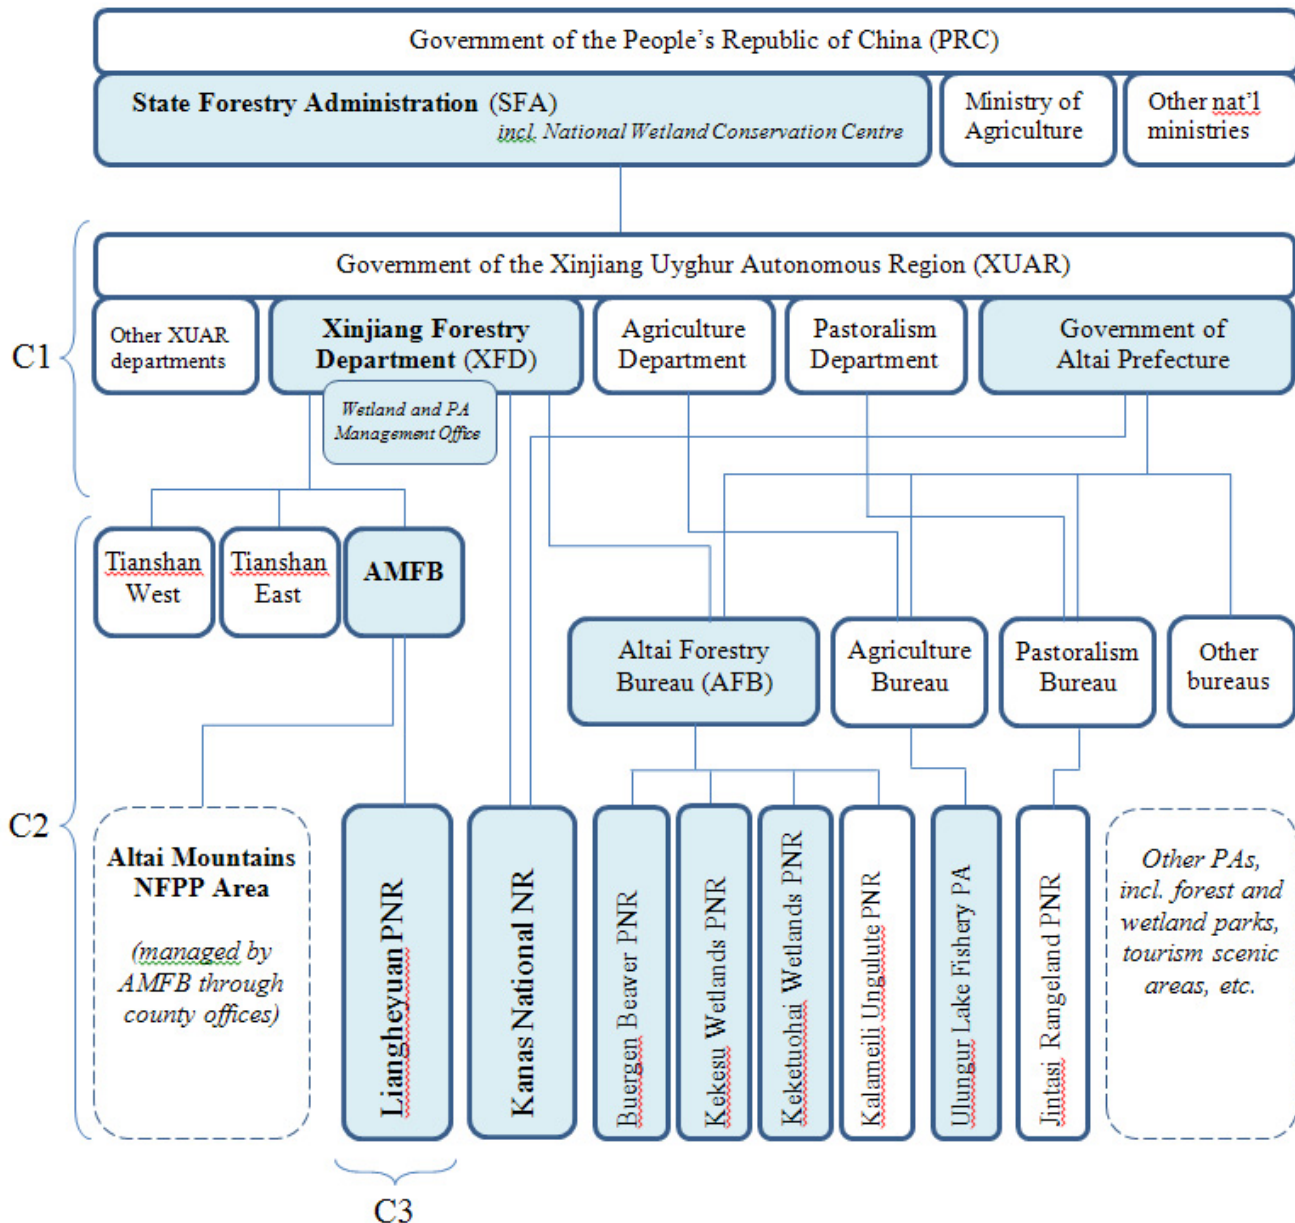 Government of the People's Republic of China (PRC)
State Forestry Administration (SFA)
incl. National Wetland Conservation Centre
Ministry of
Agriculture
Other nat'l
ministries
C1
Government of the Xinjiang Uyghur Autonomous Region (XUAR)
Other XUAR
departments
Xinjiang Forestry
Department (XFD)
Wetland and PA
Management Office
Agriculture
Department
Pastoralism
Department
Government of
Altai Prefecture
C2
Tianshan
West
Tianshan
East
AMFB
Altai Forestry
Bureau (AFB)
Agriculture
Bureau
Pastoralism
Bureau
Other
bureaus
Altai Mountains
NFPP Area
(managed by
AMFB through
county offices)
Liangheyuan PNR
Kanas National NR
Buergen Beaver PNR
Kekesu Wetlands PNR
Keketuohai Wetlands PNR
Kalameili Ungulute PNR
Ulungur Lake Fishery PA
Jintasi Rangeland PNR
Other PAs,
incl. forest and
wetland parks,
tourism scenic
areas, etc.
C3